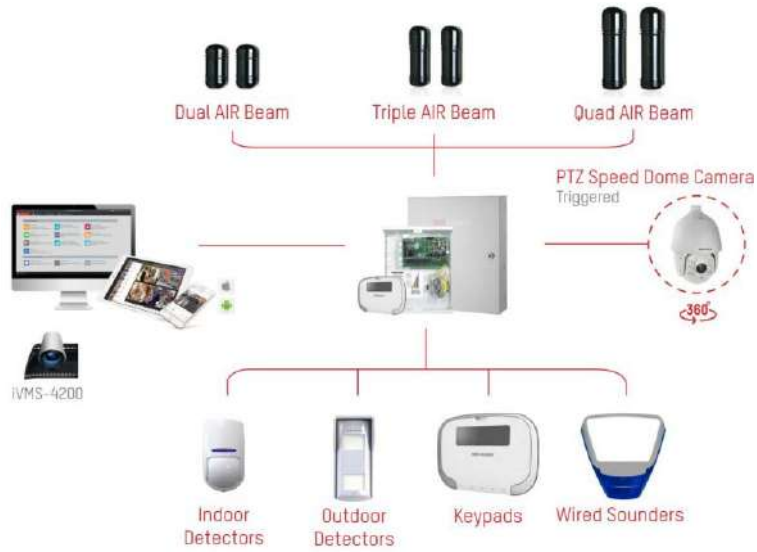 Dual AIR Beam
Triple AIR Beam
Quad AIR Beam
PTZ Speed Dome Camera
Triggered
360°
iVMS-4200
Indoor
Detectors
Outdoor
Detectors
Keypads
Wired Sounders